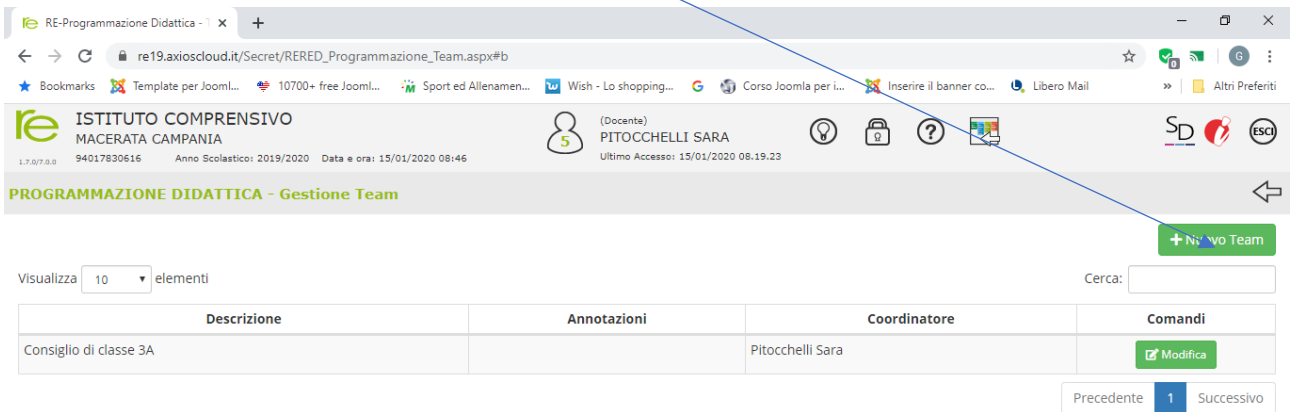 RE-Programmazione Didattica - T
re19.axioscloud.it/Secret/RERED_Programmazione_Team.aspx#b
G
0
Bookmarks Template per Jooml... 10700+ free Jooml... Sport ed Allenamen... Wish - Lo shopping... Corso Joomla per i... Inserire il banner co... Libero Mail » Altri Preferiti
re ISTITUTO COMPRENSIVO
MACERATA CAMPANIA
1.7.0/7.0.0 94017830616 Anno Scolastico: 2019/2020 Data e ora: 15/01/2020 08:46
5
(Docente)
PITOCCHELLI SARA
Ultimo Accesso: 15/01/2020 08.19.23
?
SD
ESCI
PROGRAMMAZIONE DIDATTICA - Gestione Team
+ Nuovo Team
Visualizza 10 elementi Cerca:
Descrizione Annotazioni Coordinatore Comandi
Consiglio di classe 3A Pitocchelli Sara Modifica
Precedente 1 Successivo